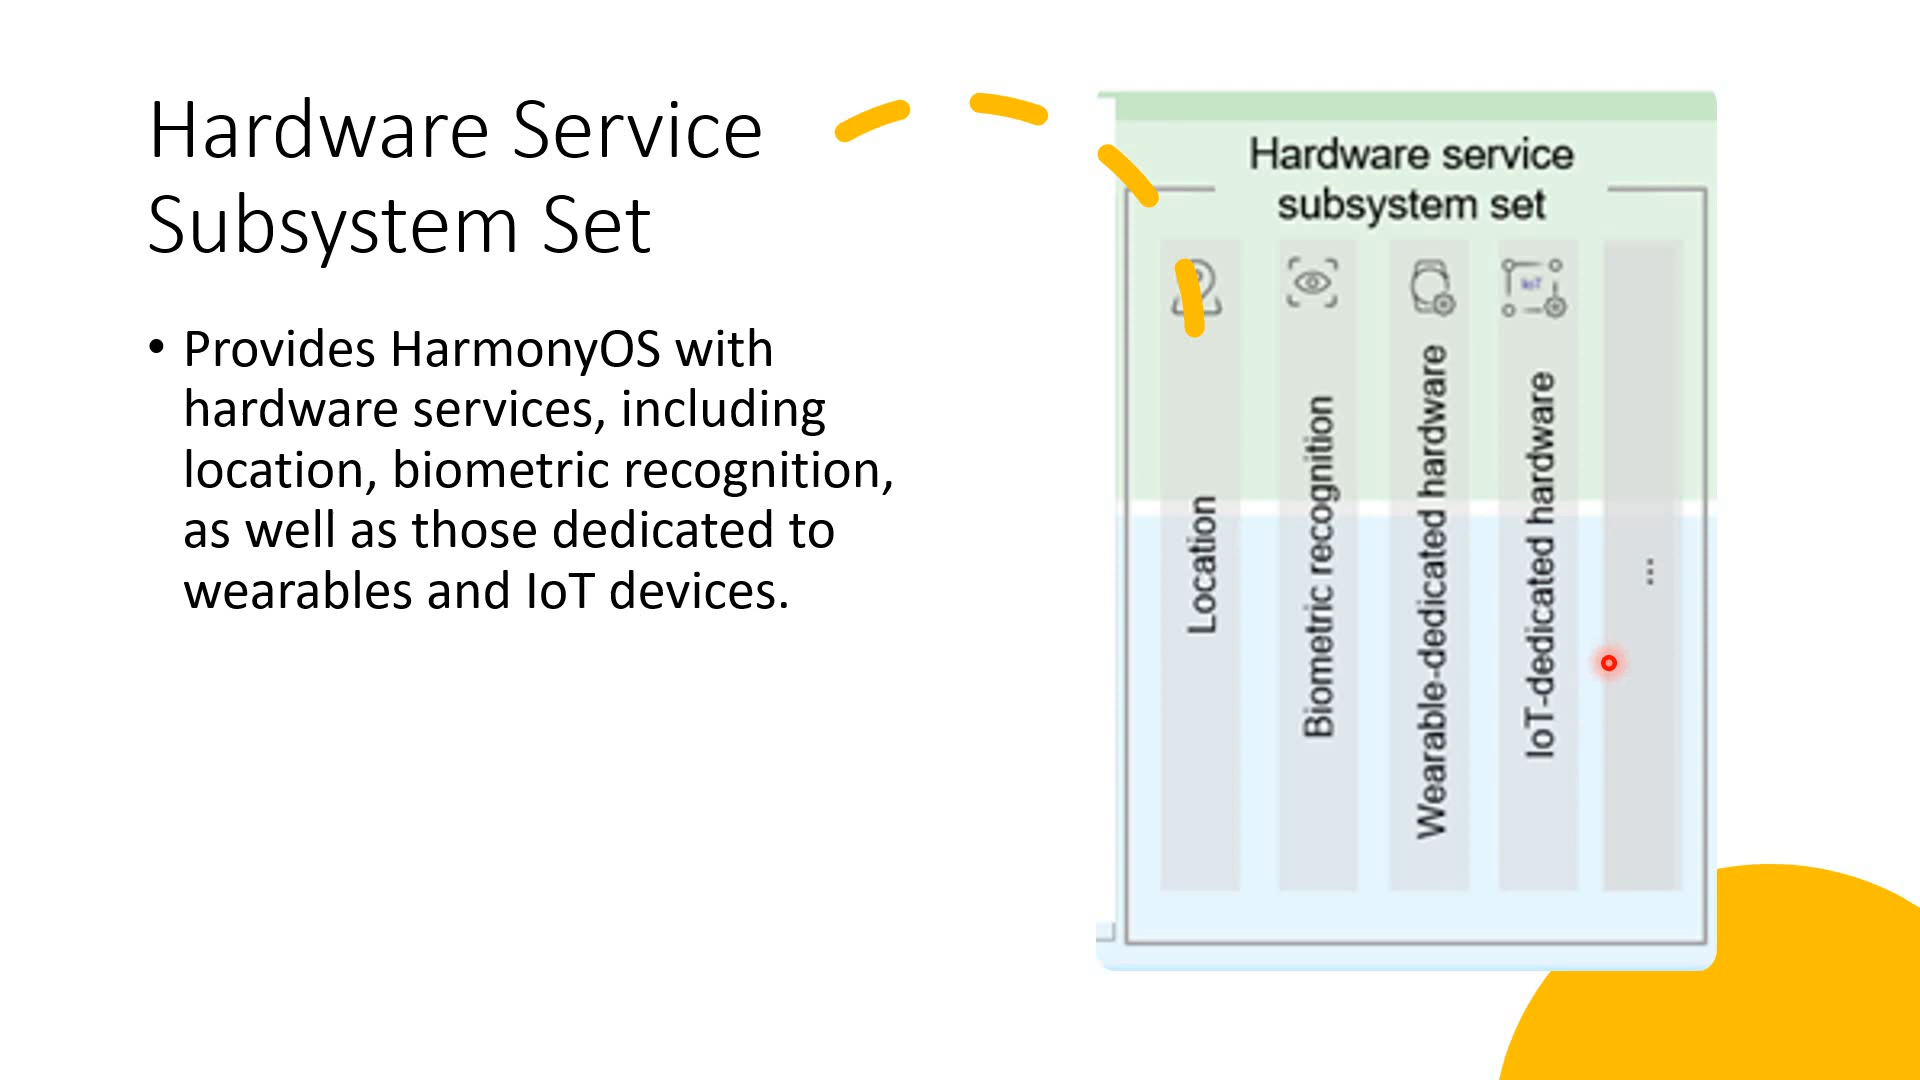 Hardware Service
Subsystem Set
• Provides HarmonyOS with
hardware services, including
location, biometric recognition,
as well as those dedicated to
wearables and IoT devices.
Hardware service
subsystem set
IoT
Location
Biometric recognition
Wearable-dedicated hardware
IoT-dedicated hardware
...